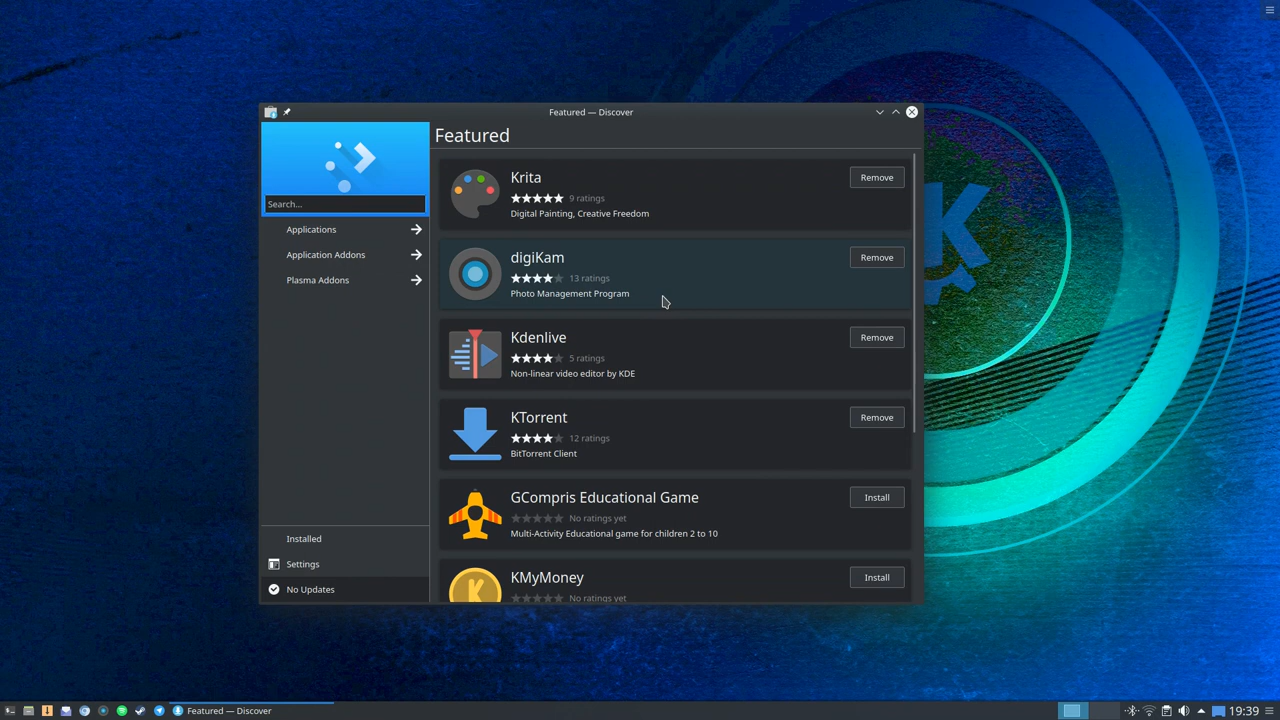 Featured — Discover
Search...
Applications
Application Addons
Plasma Addons
Installed
Settings
No Updates
Featured
Krita
9 ratings
Digital Painting, Creative Freedom
Remove
digiKam
13 ratings
Photo Management Program
Remove
Kdenlive
5 ratings
Non-linear video editor by KDE
Remove
KTorrent
12 ratings
BitTorrent Client
Remove
GCompris Educational Game
No ratings yet
Multi-Activity Educational game for children 2 to 10
Install
KMyMoney
No ratings yet
Install
Featured — Discover
19:39